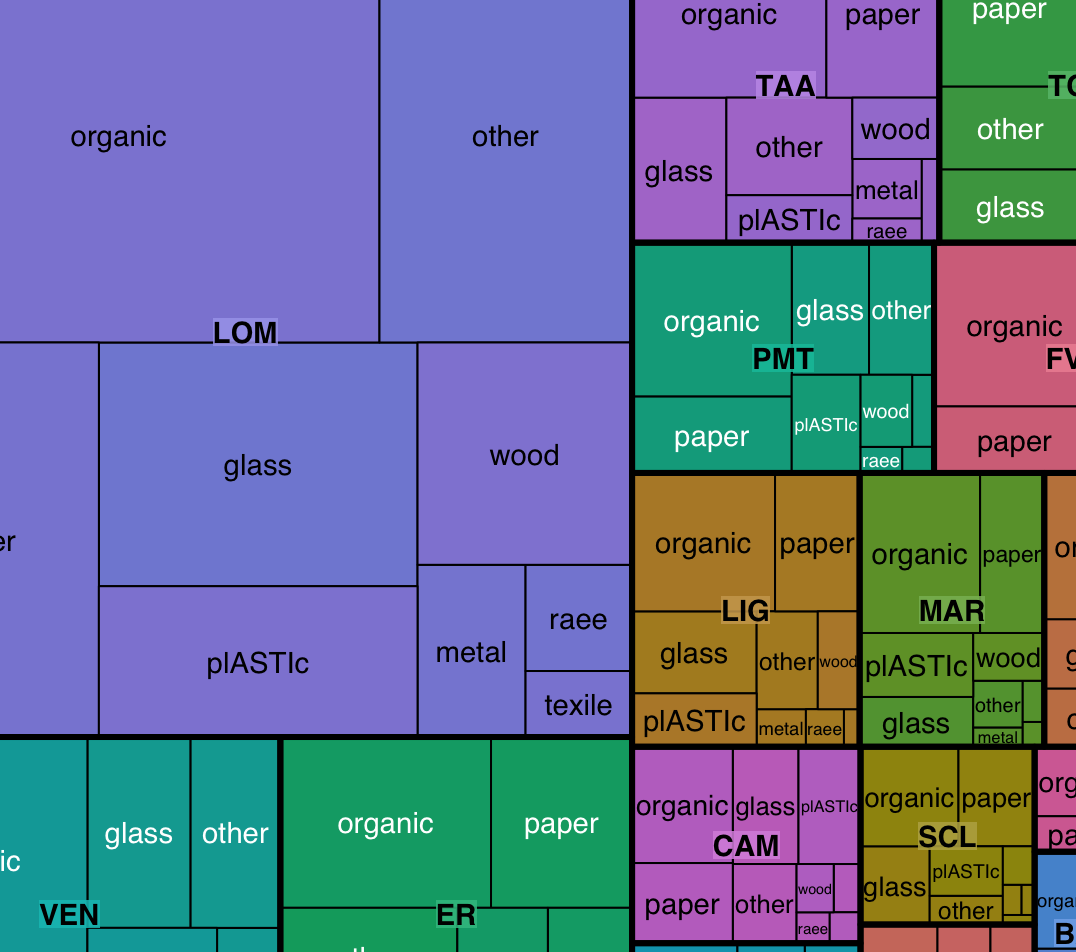 organic
other
LOM
er
glass
wood
plASTIc
metal
raee
texile
organic
paper
TAA
glass
other
wood
metal
plASTIc
raee
paper
other
glass
organic
glass
other
PMT
paper
plASTIc
wood
raee
organic
FV
paper
organic
paper
LIG
glass
other
wood
plASTIc
metal
raee
organic
paper
MAR
plASTIc
wood
other
glass
metal
ic
glass
other
VEN
organic
paper
ER
organic
glass
plASTIc
CAM
paper
other
wood
raee
organic
paper
SCL
glass
plASTIc
other
org
pa
orga
B